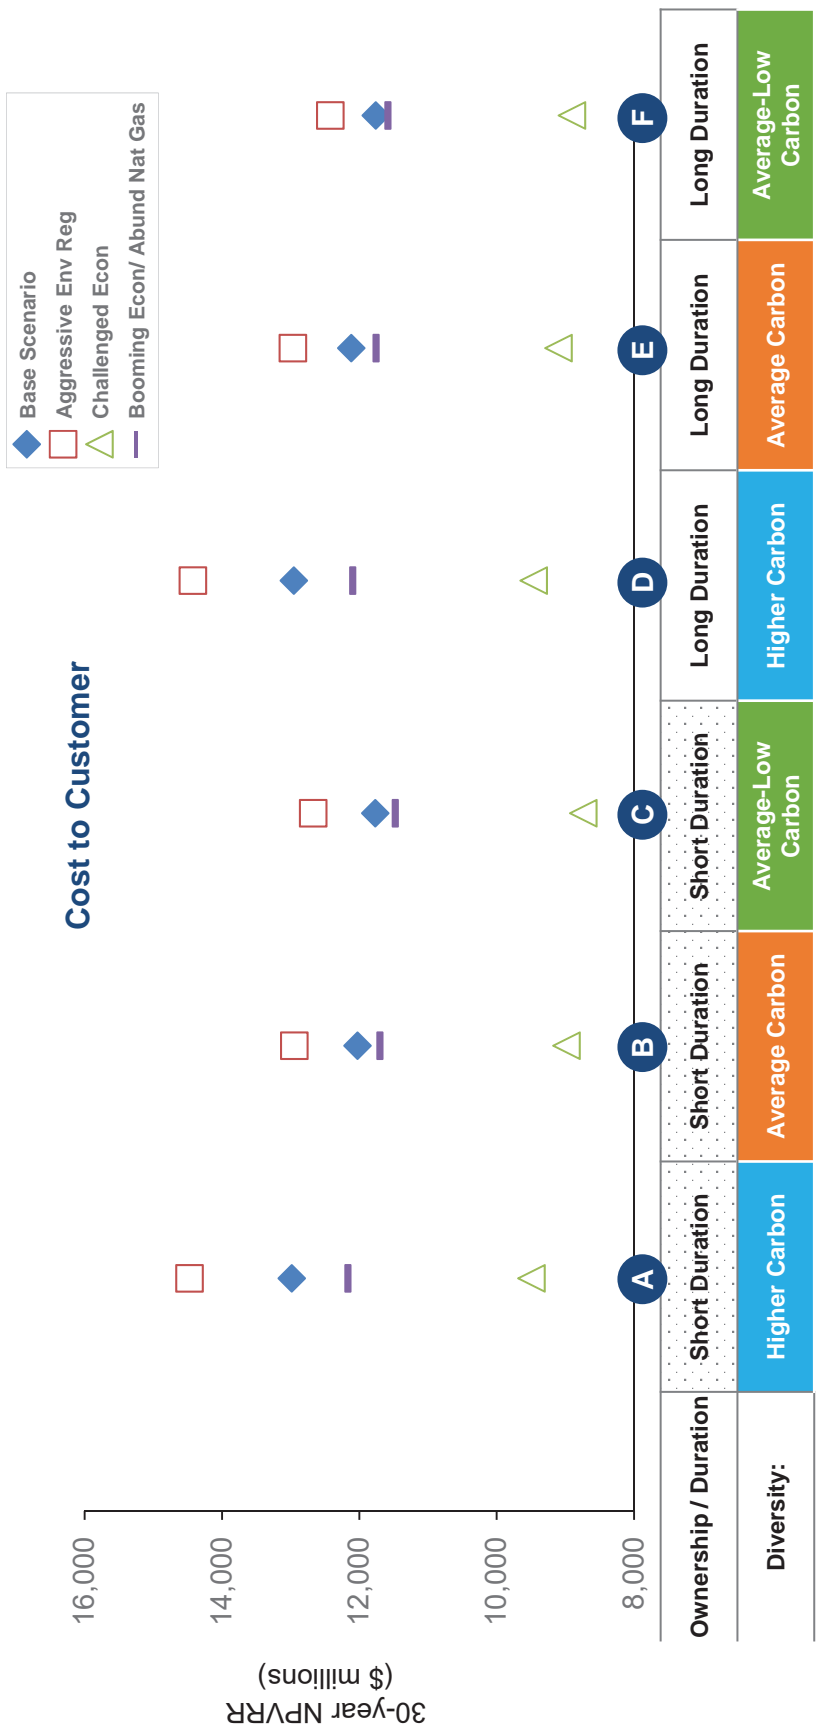 Cost to Customer
Base Scenario
Aggressive Env Reg
Challenged Econ
Booming Econ/ Abund Nat Gas
30-year NPVRR
($ millions)
16,000
14,000
12,000
10,000
8,000
A
B
C
D
E
F
Ownership / Duration
Short Duration
Short Duration
Short Duration
Long Duration
Long Duration
Long Duration
Diversity:
Higher Carbon
Average Carbon
Average-Low
Carbon
Higher Carbon
Average Carbon
Average-Low
Carbon